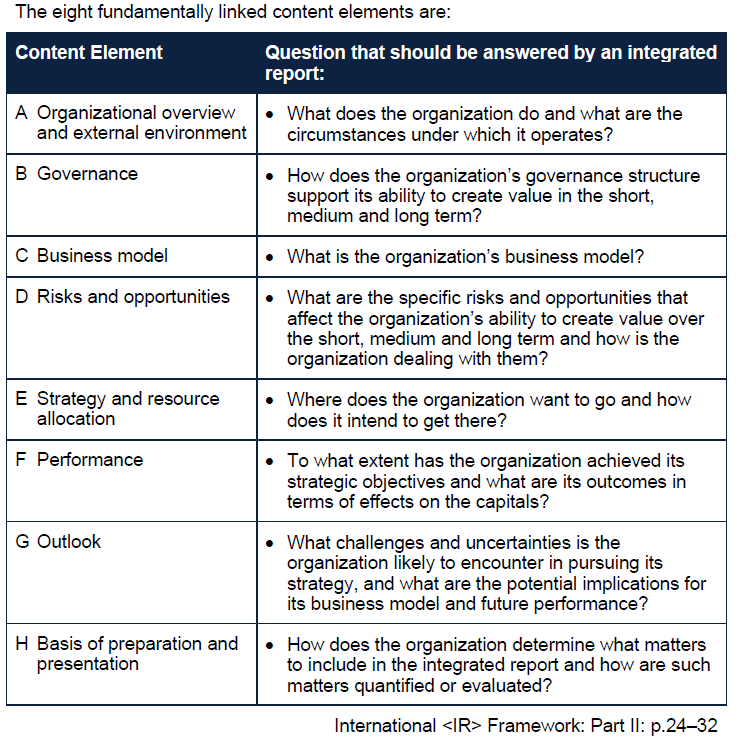 The eight fundamentally linked content elements are:
Content Element
Question that should be answered by an integrated
report:
A Organizational overview
and external environment
• What does the organization do and what are the
circumstances under which it operates?
B Governance
• How does the organization's governance structure
support its ability to create value in the short,
medium and long term?
C Business model
• What is the organization's business model?
D Risks and opportunities
• What are the specific risks and opportunities that
affect the organization's ability to create value over
the short, medium and long term and how is the
organization dealing with them?
E Strategy and resource
allocation
• Where does the organization want to go and how
does it intend to get there?
F Performance
• To what extent has the organization achieved its
strategic objectives and what are its outcomes in
terms of effects on the capitals?
G Outlook
• What challenges and uncertainties is the
organization likely to encounter in pursuing its
strategy, and what are the potential implications for
its business model and future performance?
H Basis of preparation and
presentation
• How does the organization determine what matters
to include in the integrated report and how are such
matters quantified or evaluated?
International <IR> Framework: Part II: p.24–32